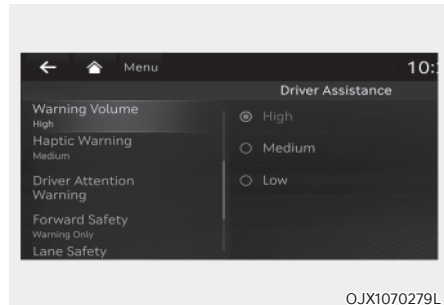 Menu
10:
Driver Assistance
Warning Volume
High
Haptic Warning
Medium
Driver Attention
Warning
Forward Safety
Warning Only
Lane Safety
High
Medium
Low
OJX1070279L